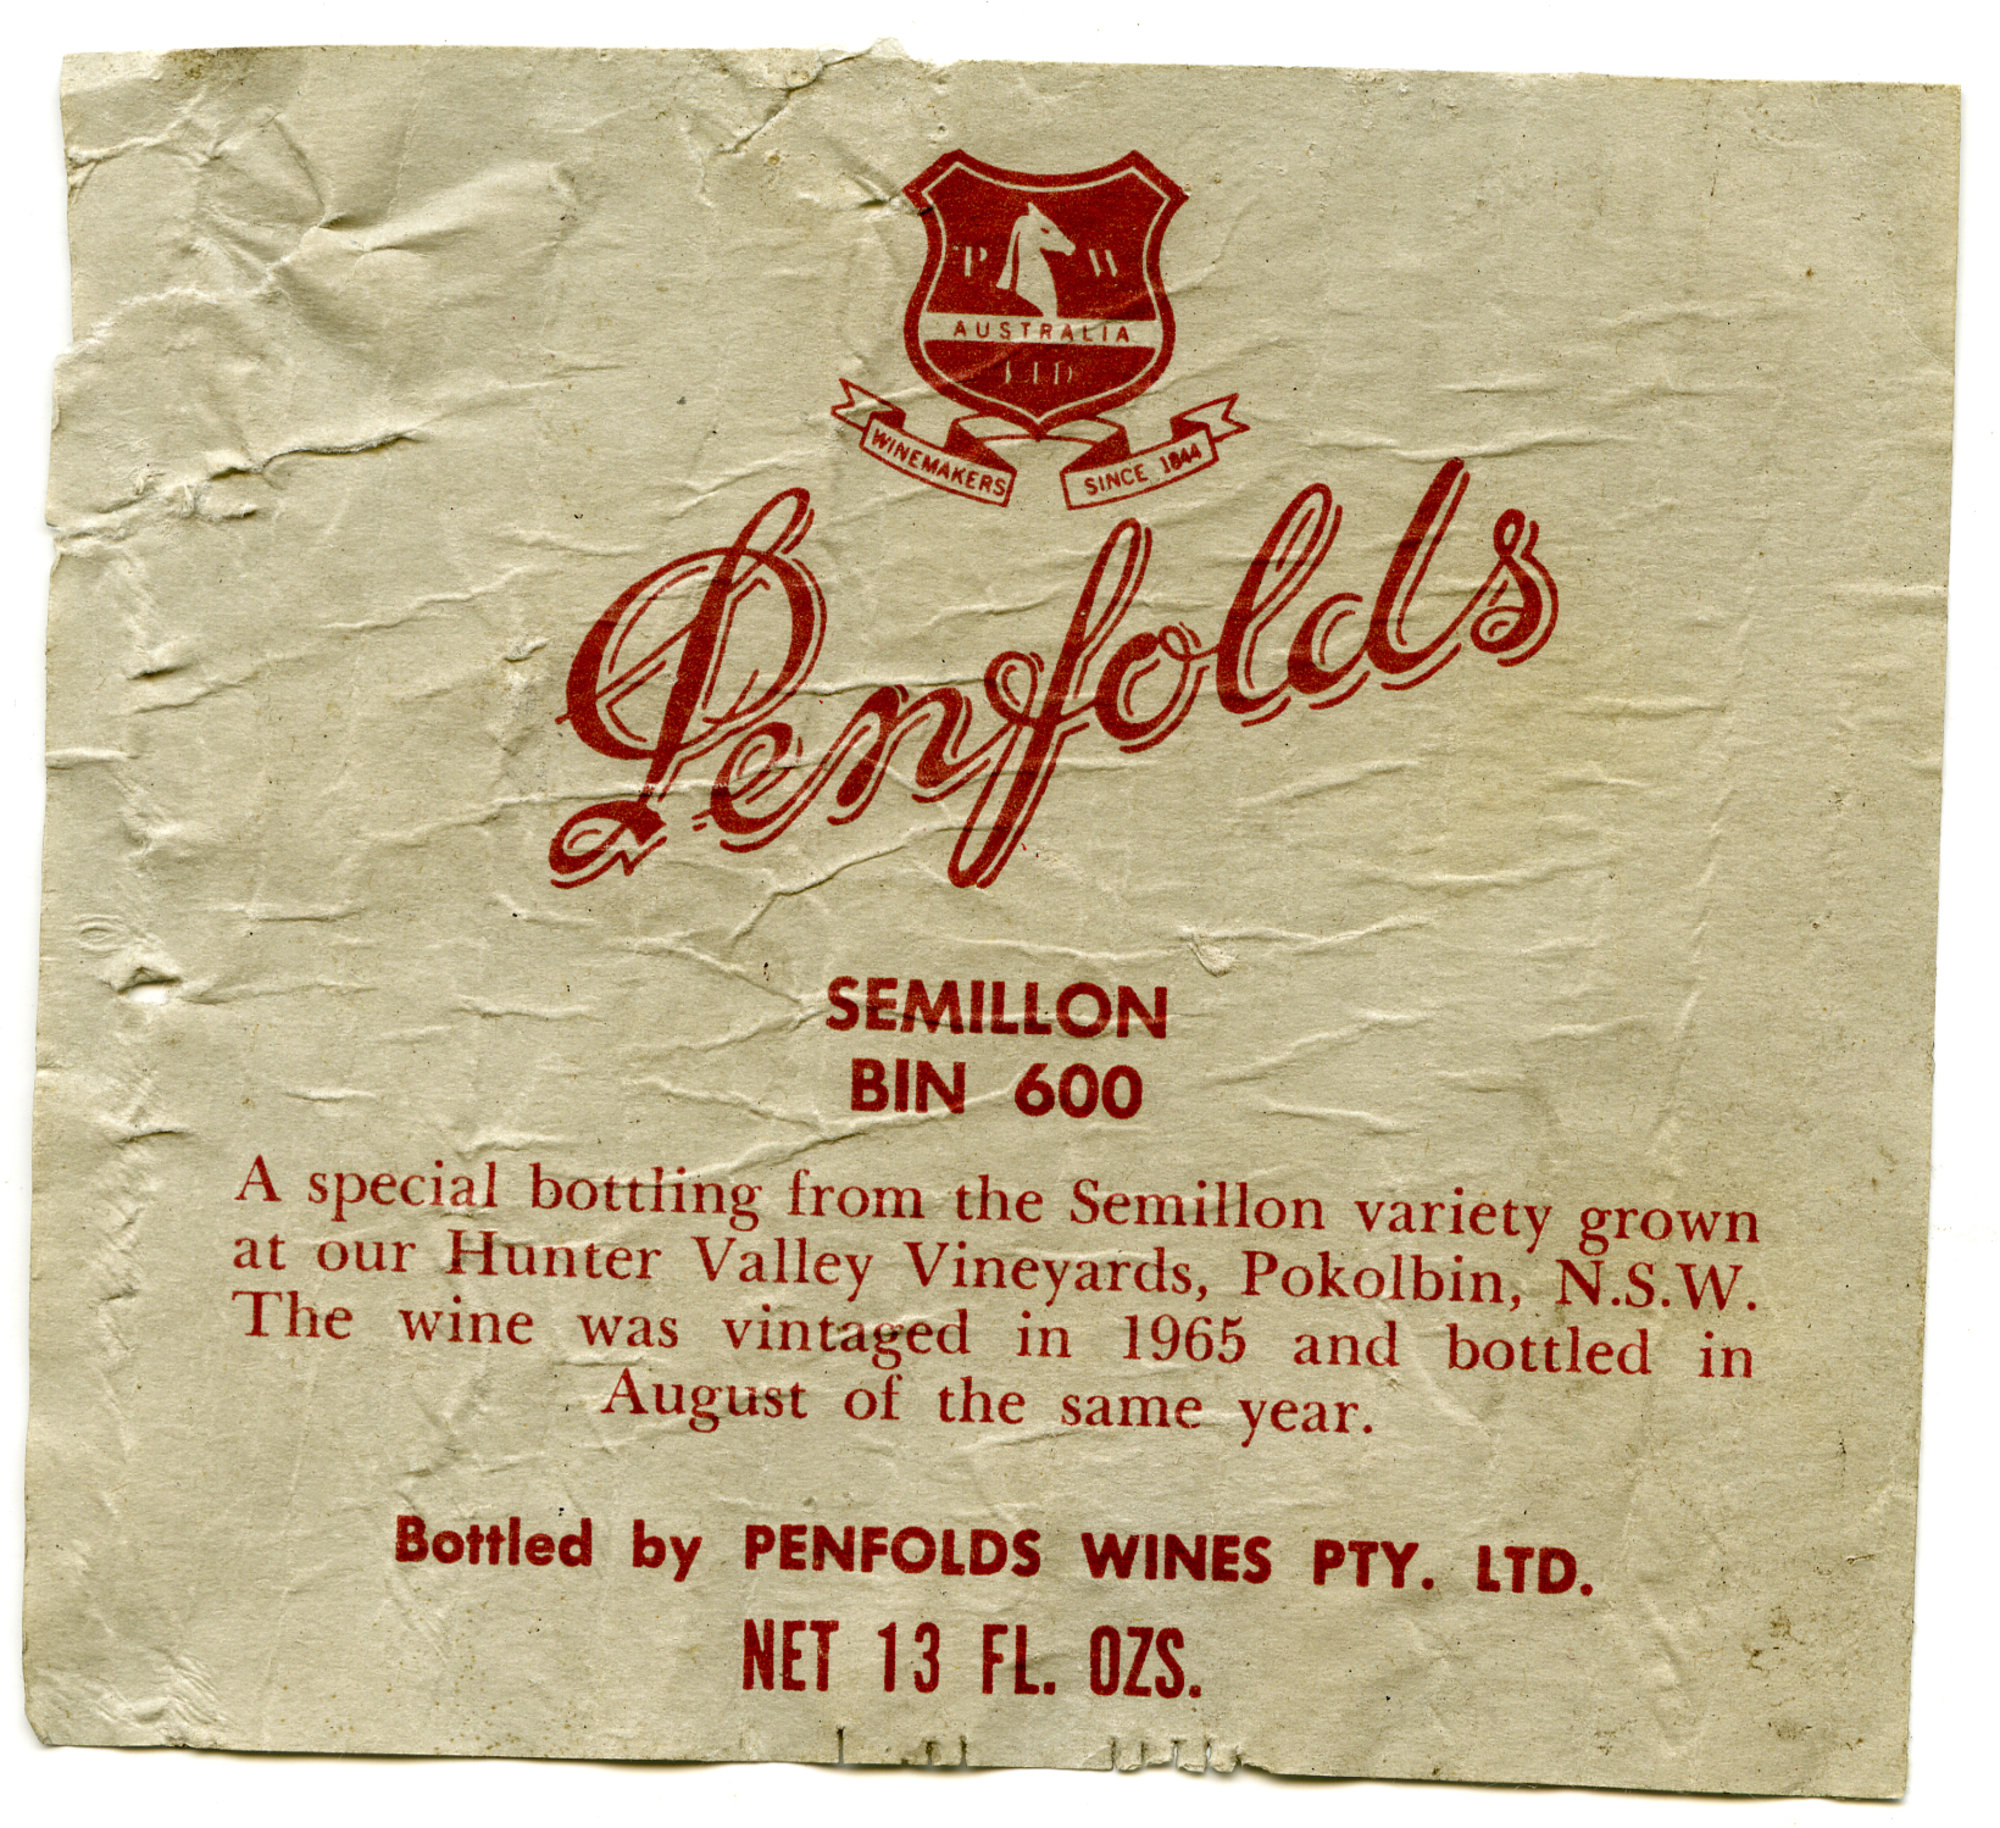 P W
AUSTRALIA
LTD
WINEMAKERS SINCE 1844
Penfolds
SEMILLON
BIN 600
A special bottling from the Semillon variety grown
at our Hunter Valley Vineyards, Pokolbin, N.S.W.
The wine was vintaged in 1965 and bottled in
August of the same year.
Bottled by PENFOLDS WINES PTY. LTD.
NET 13 FL. OZS.